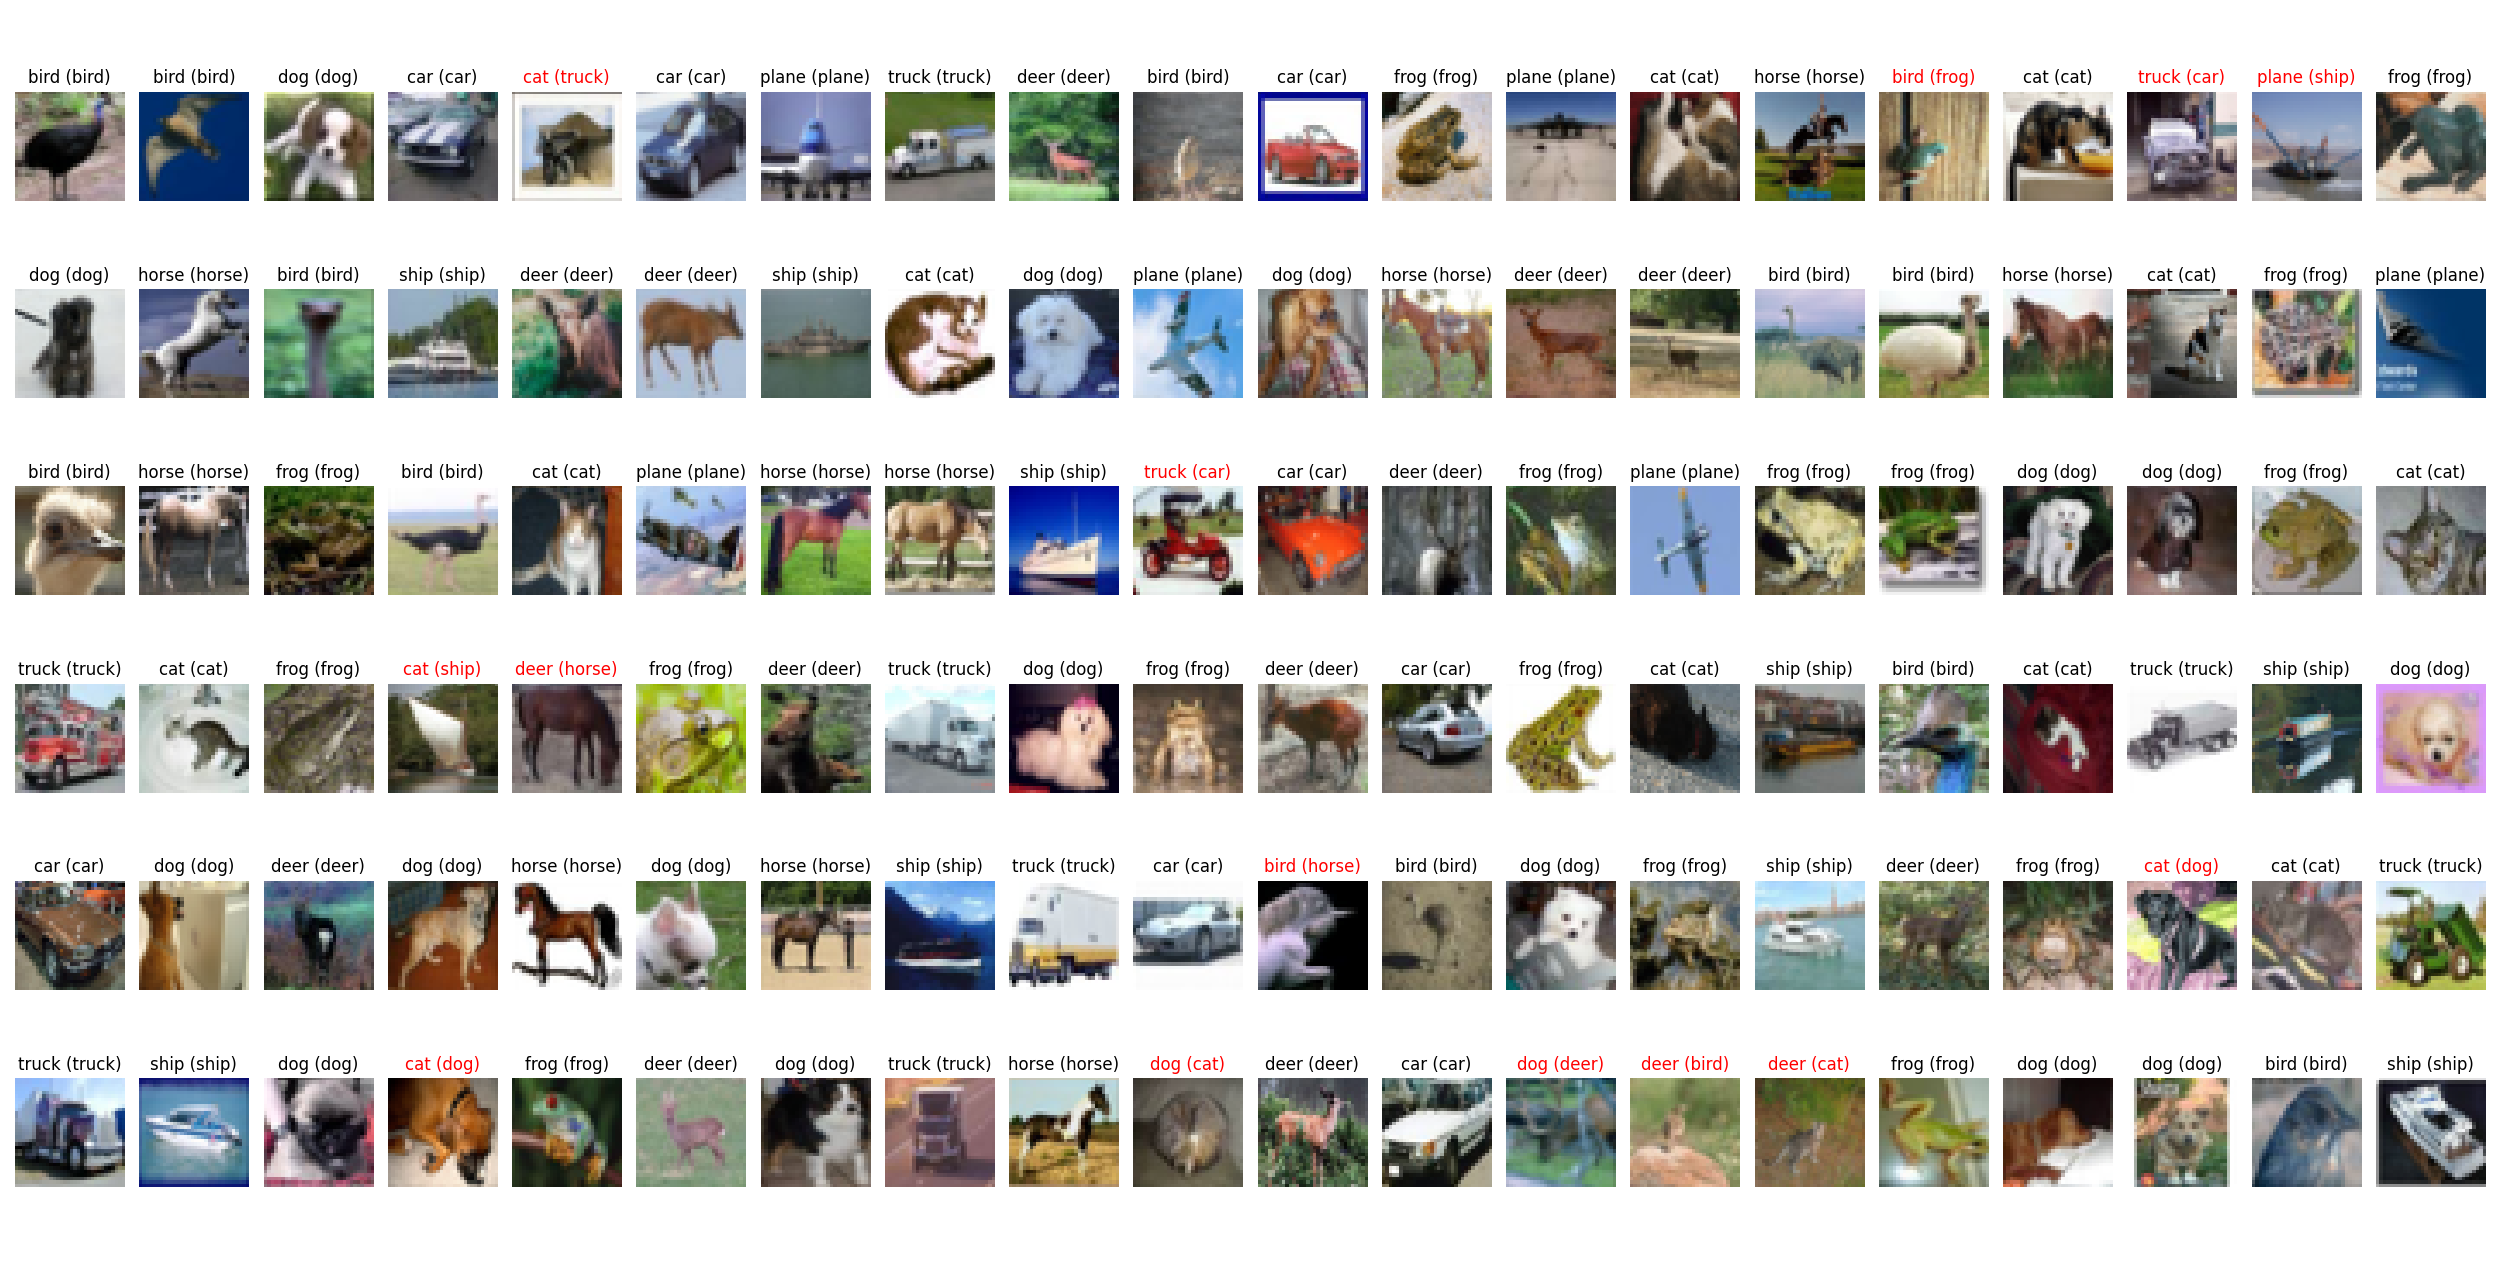 bird (bird) bird (bird) dog (dog) car (car) cat (truck) car (car) plane (plane) truck (truck) deer (deer) bird (bird) car (car) frog (frog) plane (plane) cat (cat) horse (horse) bird (frog) cat (cat) truck (car) plane (ship) frog (frog)
dog (dog) horse (horse) bird (bird) ship (ship) deer (deer) deer (deer) ship (ship) cat (cat) dog (dog) plane (plane) dog (dog) horse (horse) deer (deer) deer (deer) bird (bird) bird (bird) horse (horse) cat (cat) frog (frog) plane (plane)
bird (bird) horse (horse) frog (frog) bird (bird) cat (cat) plane (plane) horse (horse) horse (horse) ship (ship) truck (car) car (car) deer (deer) frog (frog) plane (plane) frog (frog) frog (frog) dog (dog) dog (dog) frog (frog) cat (cat)
truck (truck) cat (cat) frog (frog) cat (ship) deer (horse) frog (frog) deer (deer) truck (truck) dog (dog) frog (frog) deer (deer) car (car) frog (frog) cat (cat) ship (ship) bird (bird) cat (cat) truck (truck) ship (ship) dog (dog)
car (car) dog (dog) deer (deer) dog (dog) horse (horse) dog (dog) horse (horse) ship (ship) truck (truck) car (car) bird (horse) bird (bird) dog (dog) frog (frog) ship (ship) deer (deer) frog (frog) cat (dog) cat (cat) truck (truck)
truck (truck) ship (ship) dog (dog) cat (dog) frog (frog) deer (deer) dog (dog) truck (truck) horse (horse) dog (cat) deer (deer) car (car) dog (deer) deer (bird) deer (cat) frog (frog) dog (dog) dog (dog) bird (bird) ship (ship)